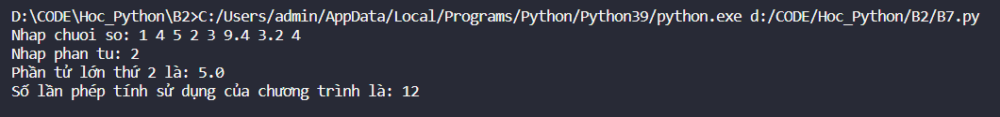 D:\CODE\Hoc_Python\B2>C:/Users/admin/AppData/Local/Programs/Python/Python39/python.exe d:/CODE/Hoc_Python/B2/B7.py
Nhap chuoi so: 1 4 5 2 3 9.4 3.2 4
Nhap phan tu: 2
Phần tử lớn thứ 2 là: 5.0
Số lần phép tính sử dụng của chương trình là: 12